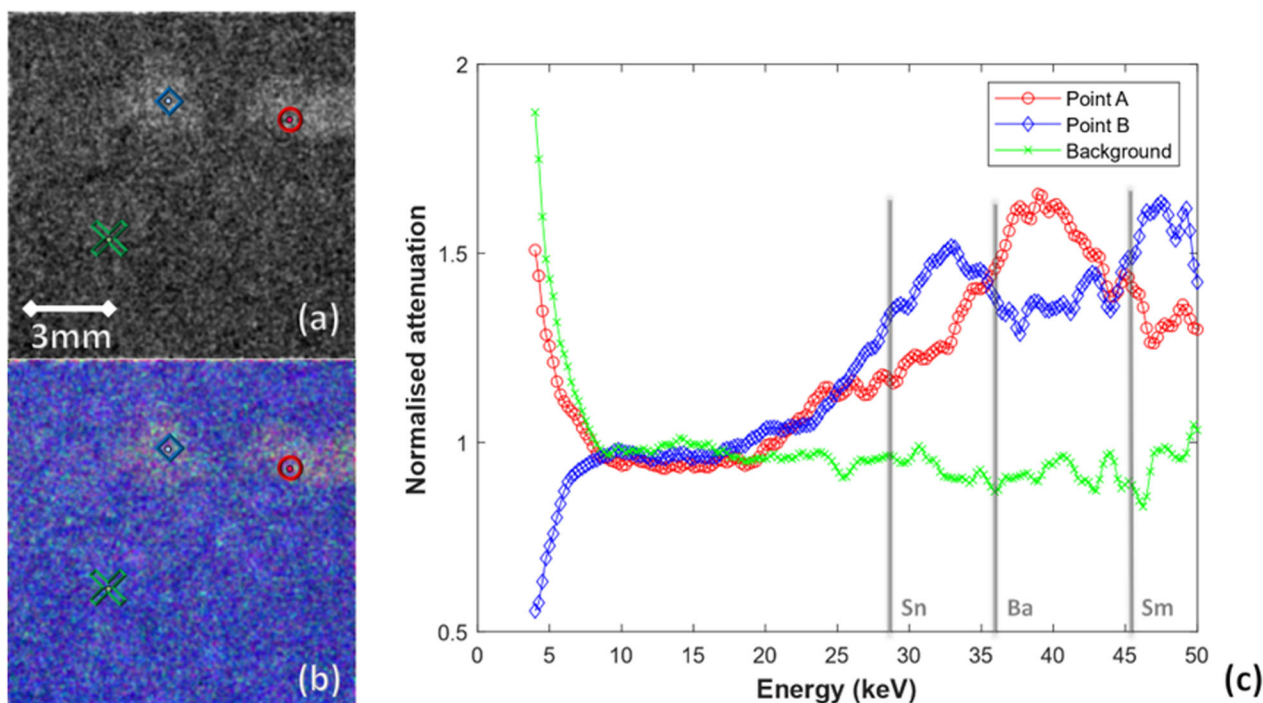 (a)
3mm
(b)
2
1.5
1
0.5
Normalised attenuation
Point A
Point B
Background
Sn
Ba
Sm
0 5 10 15 20 25 30 35 40 45 50
Energy (keV)
(c)